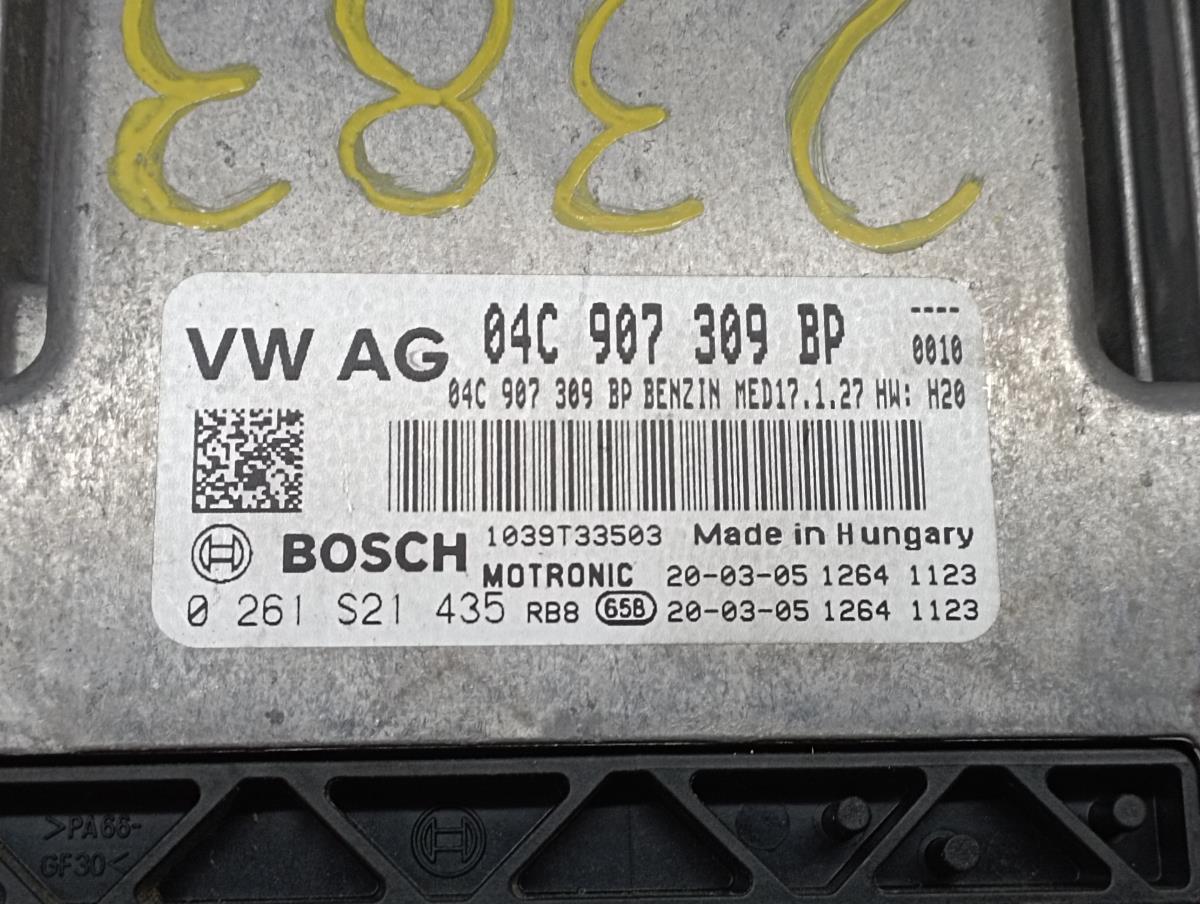 2383
VW AG 04C 907 309 BP ----
0010
04C 907 309 BP BENZIN MED17.1.27 HW: H20
BOSCH 1039T33503 Made in Hungary
MOTRONIC 20-03-05 1264 1123
0 261 S21 435 RB8 65B 20-03-05 1264 1123
>PA66-
GF30<